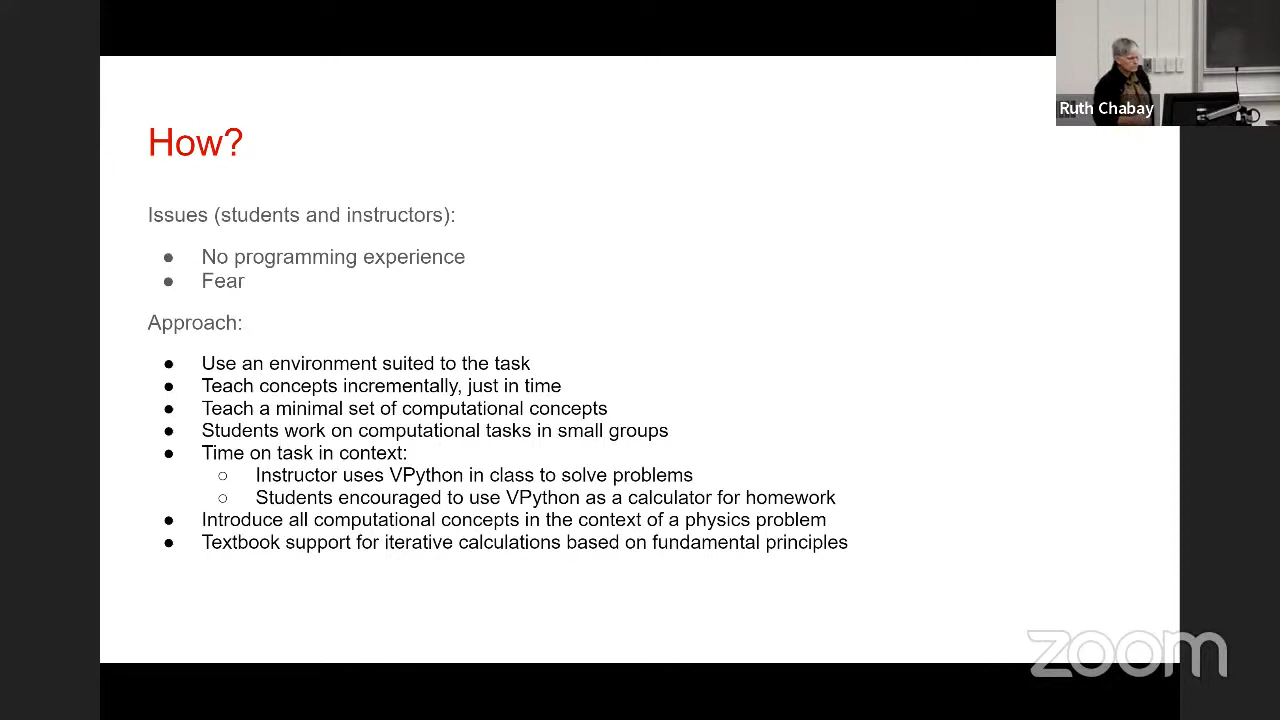 Ruth Chabay
How?
Issues (students and instructors):
● No programming experience
● Fear
Approach:
● Use an environment suited to the task
● Teach concepts incrementally, just in time
● Teach a minimal set of computational concepts
● Students work on computational tasks in small groups
● Time on task in context:
○ Instructor uses VPython in class to solve problems
○ Students encouraged to use VPython as a calculator for homework
● Introduce all computational concepts in the context of a physics problem
● Textbook support for iterative calculations based on fundamental principles
zoom